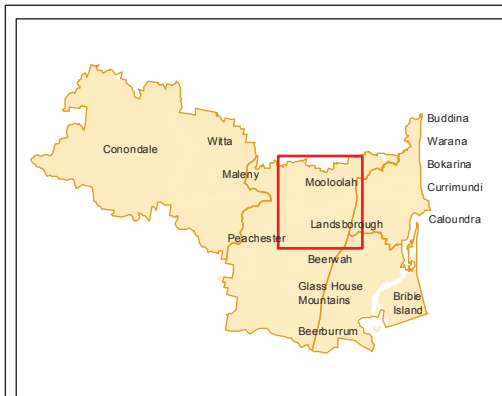 Buddina
Warana
Witta
Conondale
Bokarina
Maleny
Mooloolah
Currimundi
Caloundra
Landsborough
Peachester
Beerwah
Glass House
Mountains
Bribie
Island
Beerburrum